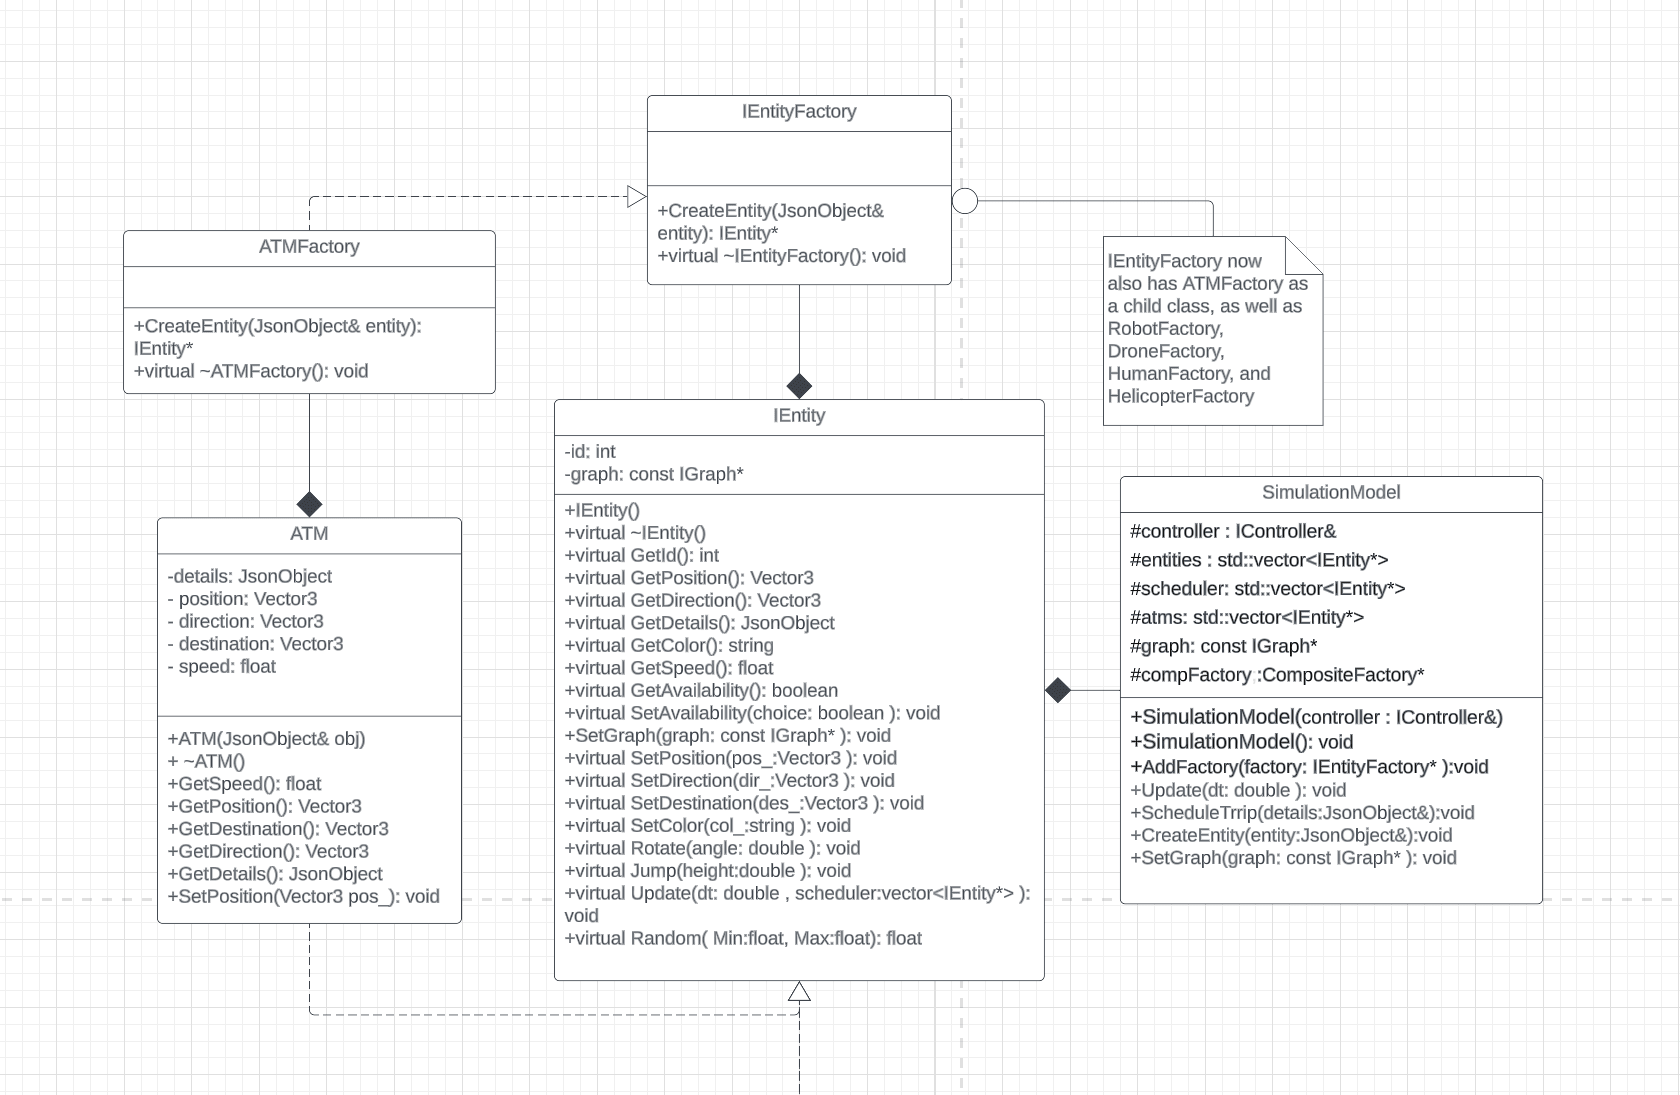 IEntityFactory
+CreateEntity(JsonObject&
entity): IEntity*
+virtual ~IEntityFactory(): void
ATMFactory
+CreateEntity(JsonObject& entity):
IEntity*
+virtual ~ATMFactory(): void
IEntityFactory now
also has ATMFactory as
a child class, as well as
RobotFactory,
DroneFactory,
HumanFactory, and
HelicopterFactory
IEntity
-id: int
-graph: const IGraph*
+IEntity()
+virtual ~IEntity()
+virtual GetId(): int
+virtual GetPosition(): Vector3
+virtual GetDirection(): Vector3
+virtual GetDetails(): JsonObject
+virtual GetColor(): string
+virtual GetSpeed(): float
+virtual GetAvailability(): boolean
+virtual SetAvailability(choice: boolean ): void
+SetGraph(graph: const IGraph* ): void
+virtual SetPosition(pos_:Vector3 ): void
+virtual SetDirection(dir_:Vector3 ): void
+virtual SetDestination(des_:Vector3 ): void
+virtual SetColor(col_:string ): void
+virtual Rotate(angle: double ): void
+virtual Jump(height:double ): void
+virtual Update(dt: double , scheduler:vector<IEntity*> ):
void
+virtual Random( Min:float, Max:float): float
ATM
-details: JsonObject
- position: Vector3
- direction: Vector3
- destination: Vector3
- speed: float
+ATM(JsonObject& obj)
+ ~ATM()
+GetSpeed(): float
+GetPosition(): Vector3
+GetDestination(): Vector3
+GetDirection(): Vector3
+GetDetails(): JsonObject
+SetPosition(Vector3 pos_): void
SimulationModel
#controller : IController&
#entities : std::vector<IEntity*>
#scheduler: std::vector<IEntity*>
#atms: std::vector<IEntity*>
#graph: const IGraph*
#compFactory :CompositeFactory*
+SimulationModel(controller : IController&)
+SimulationModel(): void
+AddFactory(factory: IEntityFactory* ):void
+Update(dt: double ): void
+ScheduleTrrip(details:JsonObject&):void
+CreateEntity(entity:JsonObject&):void
+SetGraph(graph: const IGraph* ): void